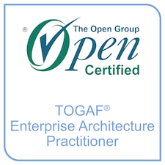 The Open Group
®
Open
Certified
TOGAF®
Enterprise Architecture
Practitioner